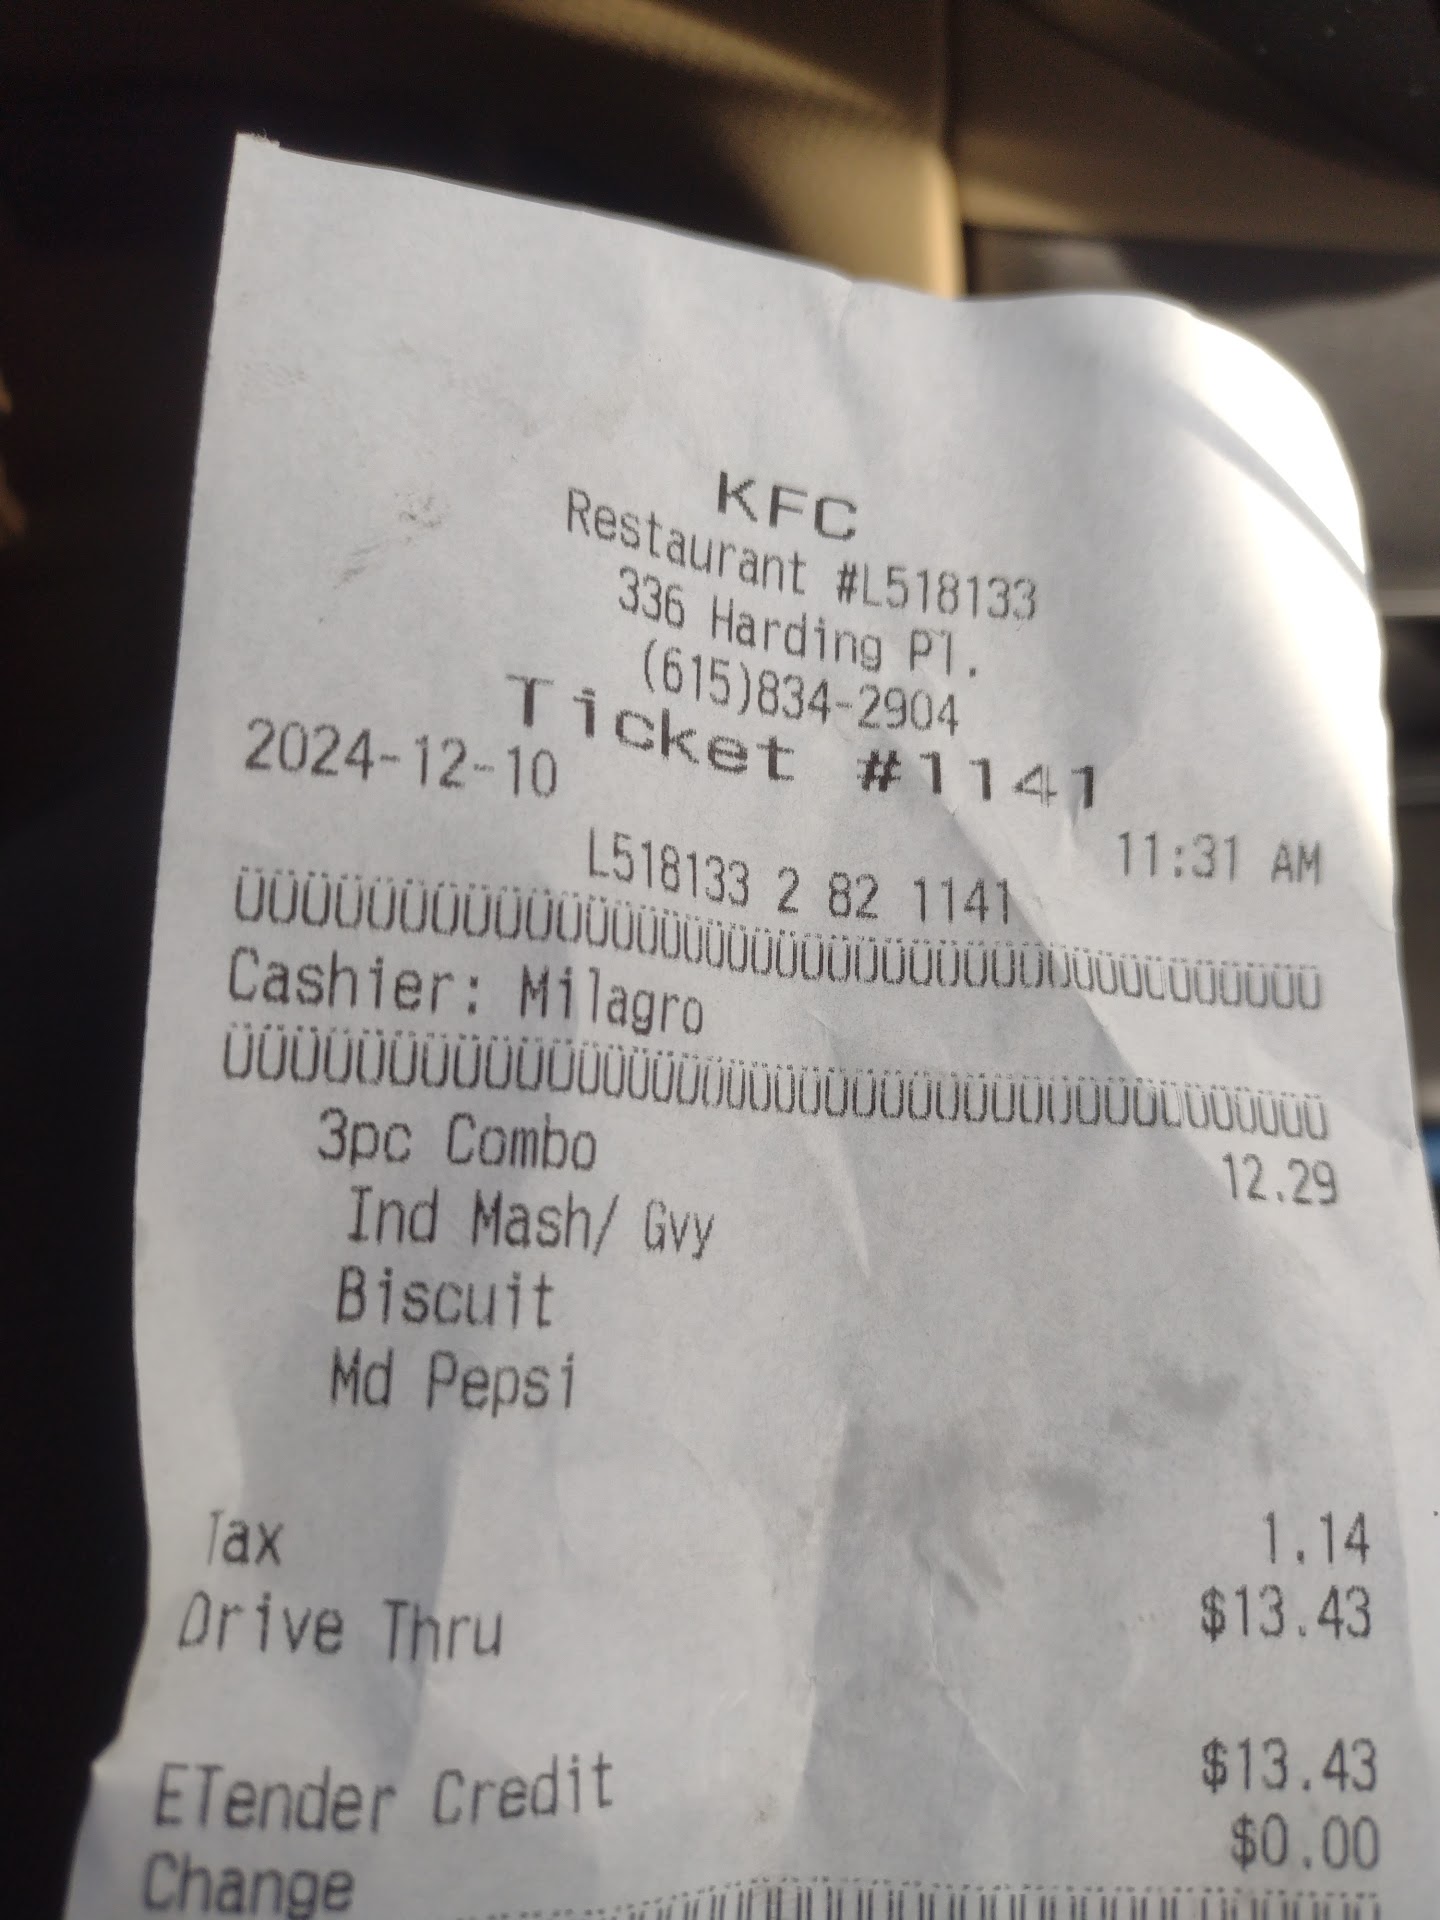 KFC
Restaurant #L518133
336 Harding Pl.
(615)834-2904
Ticket #1141
2024-12-10 11:31 AM
L518133 2 82 1141
ÜÜÜÜÜÜÜÜÜÜÜÜÜÜÜÜÜÜÜÜÜÜÜÜÜÜÜÜÜÜÜÜÜÜÜÜÜÜÜÜ
Cashier: Milagro
ÜÜÜÜÜÜÜÜÜÜÜÜÜÜÜÜÜÜÜÜÜÜÜÜÜÜÜÜÜÜÜÜÜÜÜÜÜÜÜÜ
3pc Combo 12.29
Ind Mash/ Gvy
Biscuit
Md Pepsi
Tax 1.14
Drive Thru $13.43
ETender Credit $13.43
Change $0.00